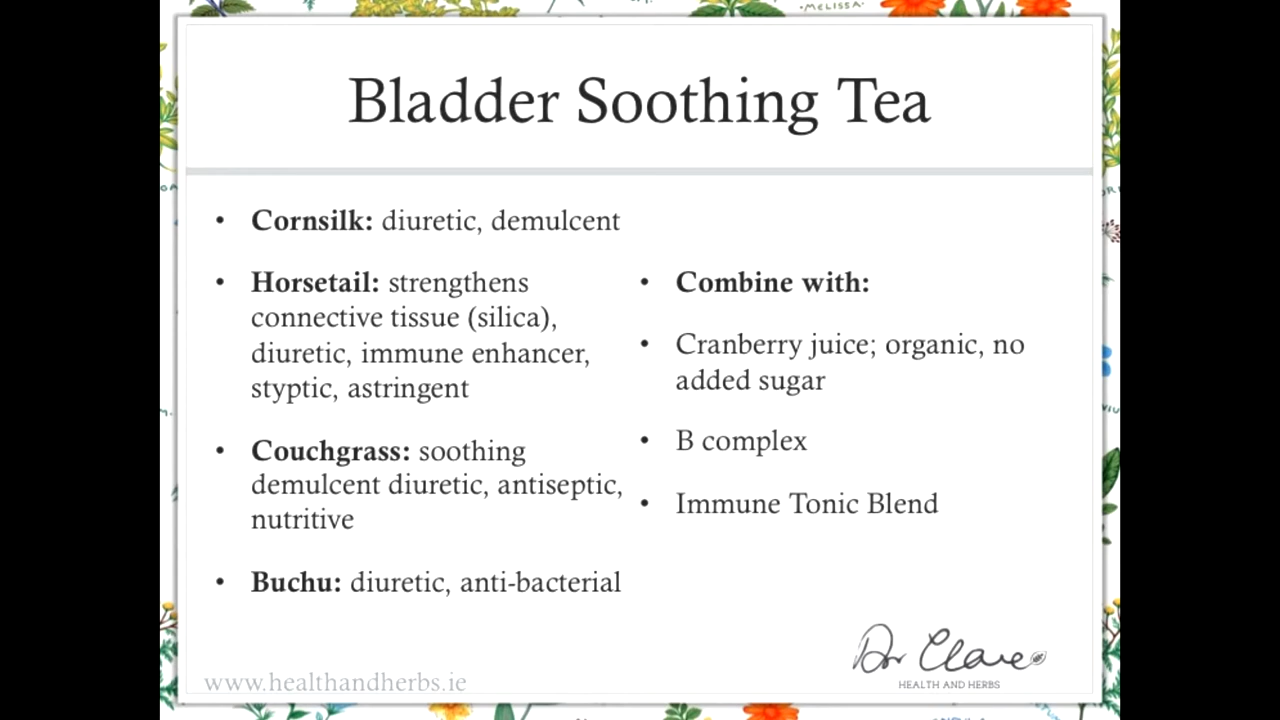 ·MELISSA·
Bladder Soothing Tea
• Cornsilk: diuretic, demulcent
• Horsetail: strengthens
connective tissue (silica),
diuretic, immune enhancer,
styptic, astringent
• Couchgrass: soothing
demulcent diuretic, antiseptic,
nutritive
• Buchu: diuretic, anti-bacterial
• Combine with:
• Cranberry juice; organic, no
added sugar
• B complex
• Immune Tonic Blend
Dr Clare
HEALTH AND HERBS
www.healthandherbs.ie